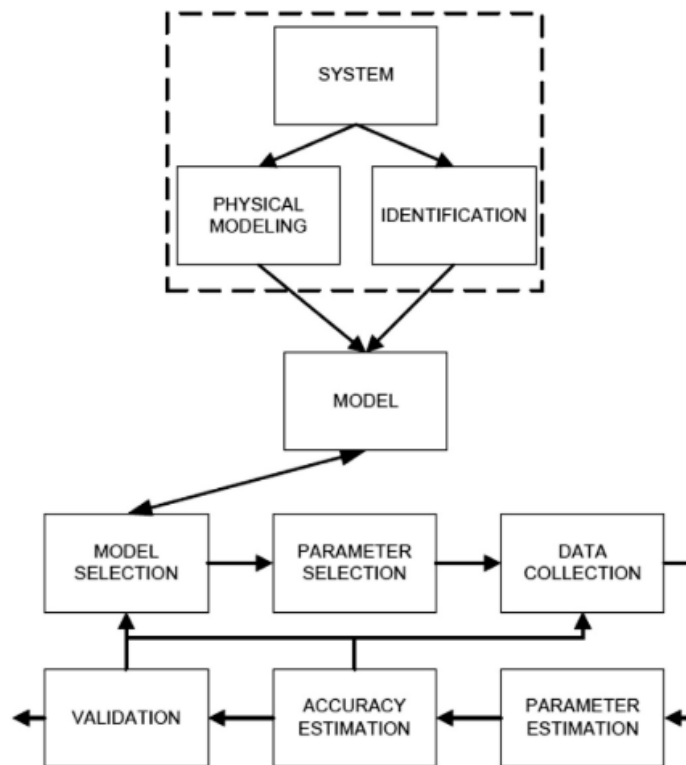 SYSTEM
PHYSICAL
MODELING
IDENTIFICATION
MODEL
MODEL
SELECTION
PARAMETER
SELECTION
DATA
COLLECTION
VALIDATION
ACCURACY
ESTIMATION
PARAMETER
ESTIMATION